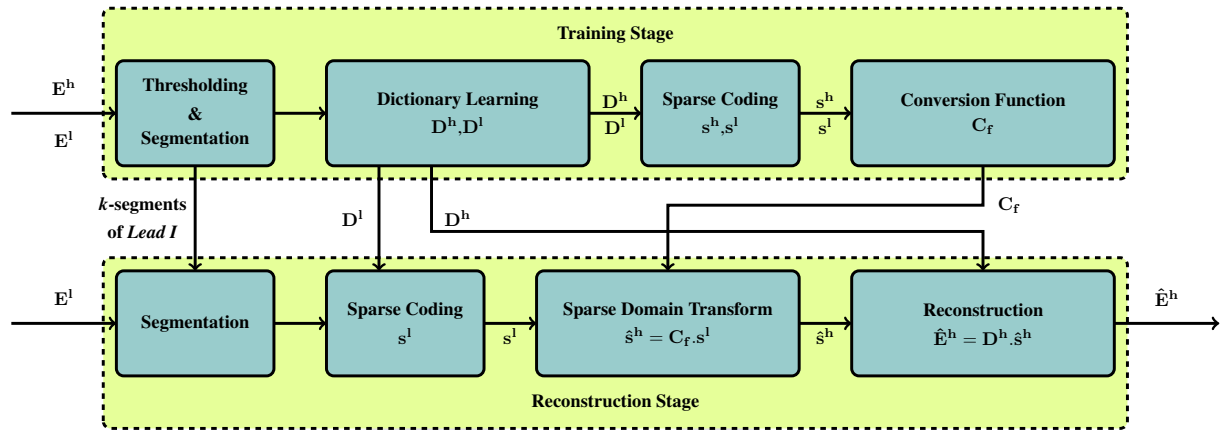 Training Stage
E^h
E^l
Thresholding
&
Segmentation
Dictionary Learning
D^h,D^l
D^h
D^l
Sparse Coding
s^h,s^l
s^h
s^l
Conversion Function
C_f
k-segments
of Lead I
D^l
D^h
C_f
E^l
Segmentation
Sparse Coding
s^l
s^l
Sparse Domain Transform
ŝ^h = C_f.s^l
ŝ^h
Reconstruction
Ê^h = D^h.ŝ^h
Ê^h
Reconstruction Stage